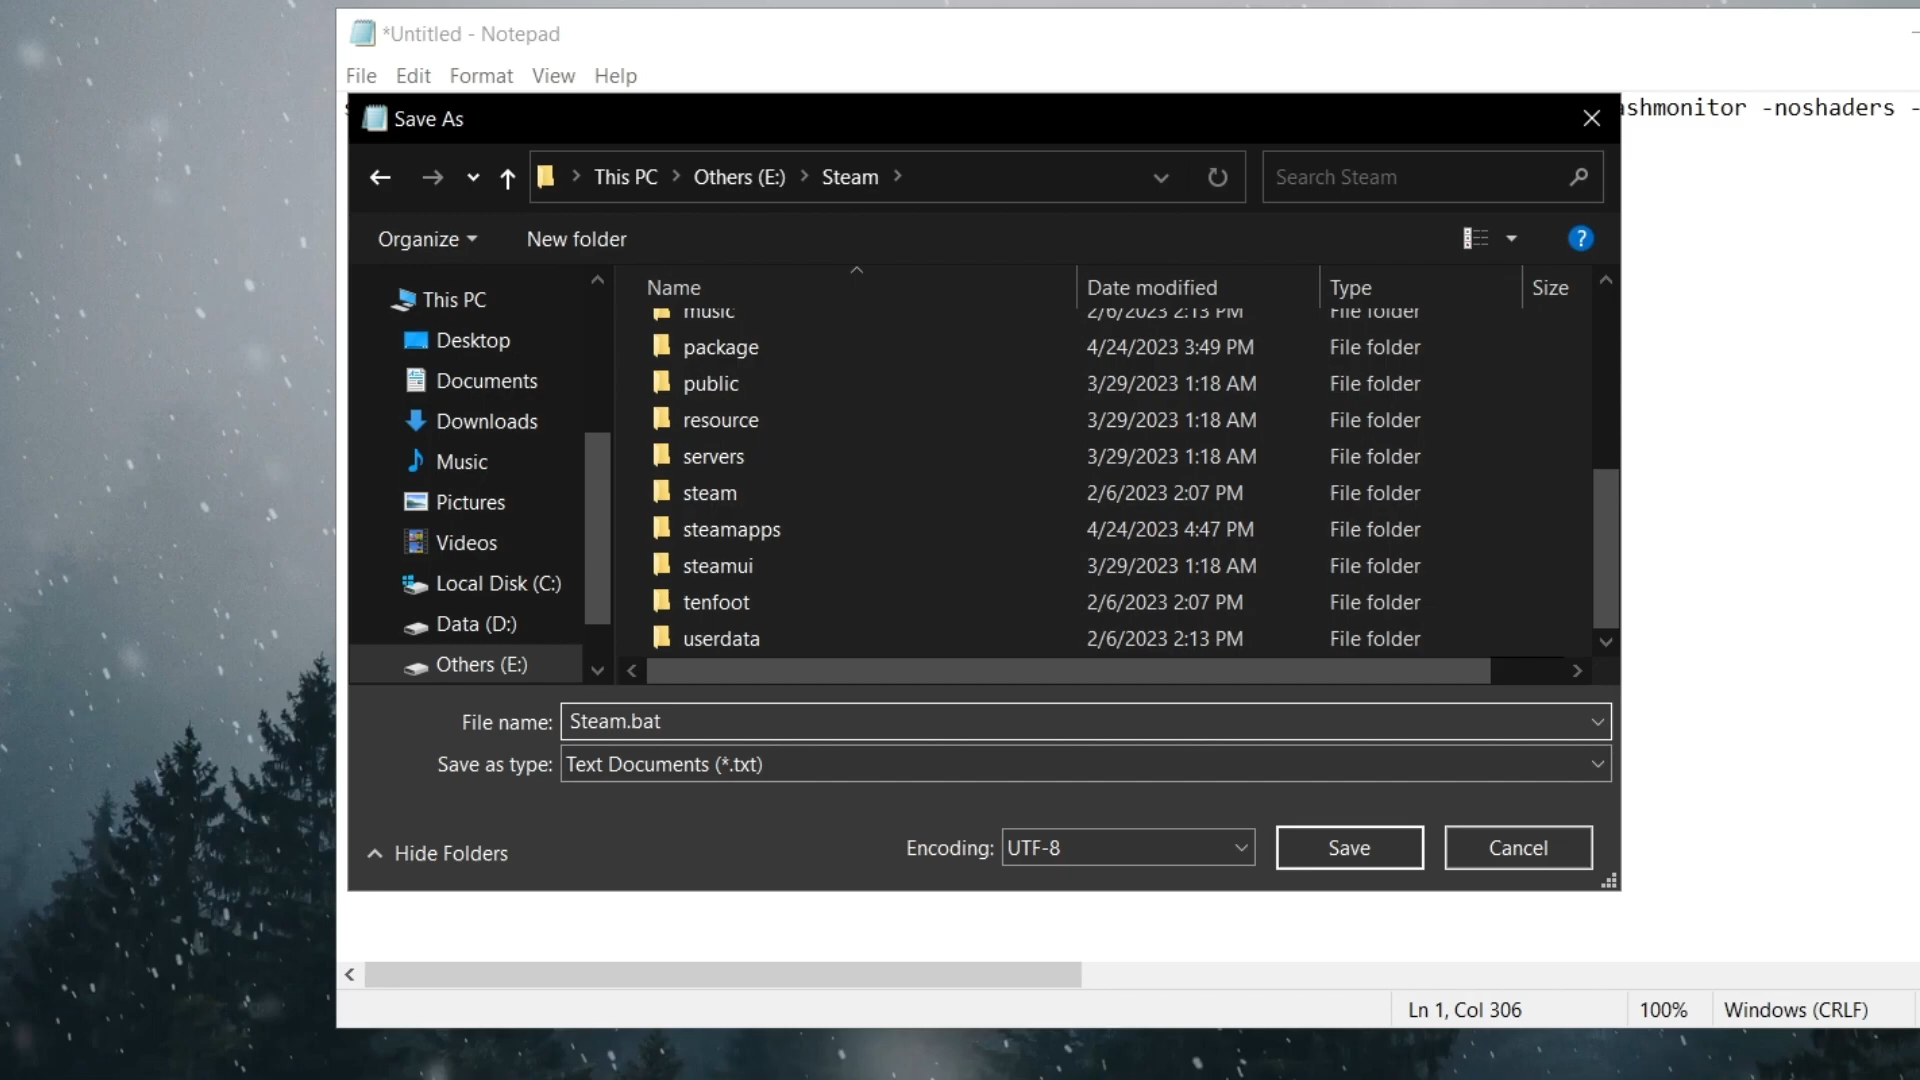 *Untitled - Notepad
File Edit Format View Help
ashmonitor -noshaders -
Save As
This PC Others (E:) Steam
Search Steam
Organize New folder
?
Name Date modified Type Size
This PC
Desktop
Documents
Downloads
Music
Pictures
Videos
Local Disk (C:)
Data (D:)
Others (E:)
music 2/6/2023 2:13 PM File folder
package 4/24/2023 3:49 PM File folder
public 3/29/2023 1:18 AM File folder
resource 3/29/2023 1:18 AM File folder
servers 3/29/2023 1:18 AM File folder
steam 2/6/2023 2:07 PM File folder
steamapps 4/24/2023 4:47 PM File folder
steamui 3/29/2023 1:18 AM File folder
tenfoot 2/6/2023 2:07 PM File folder
userdata 2/6/2023 2:13 PM File folder
File name: Steam.bat
Save as type: Text Documents (*.txt)
Hide Folders
Encoding: UTF-8 Save Cancel
Ln 1, Col 306 100% Windows (CRLF)